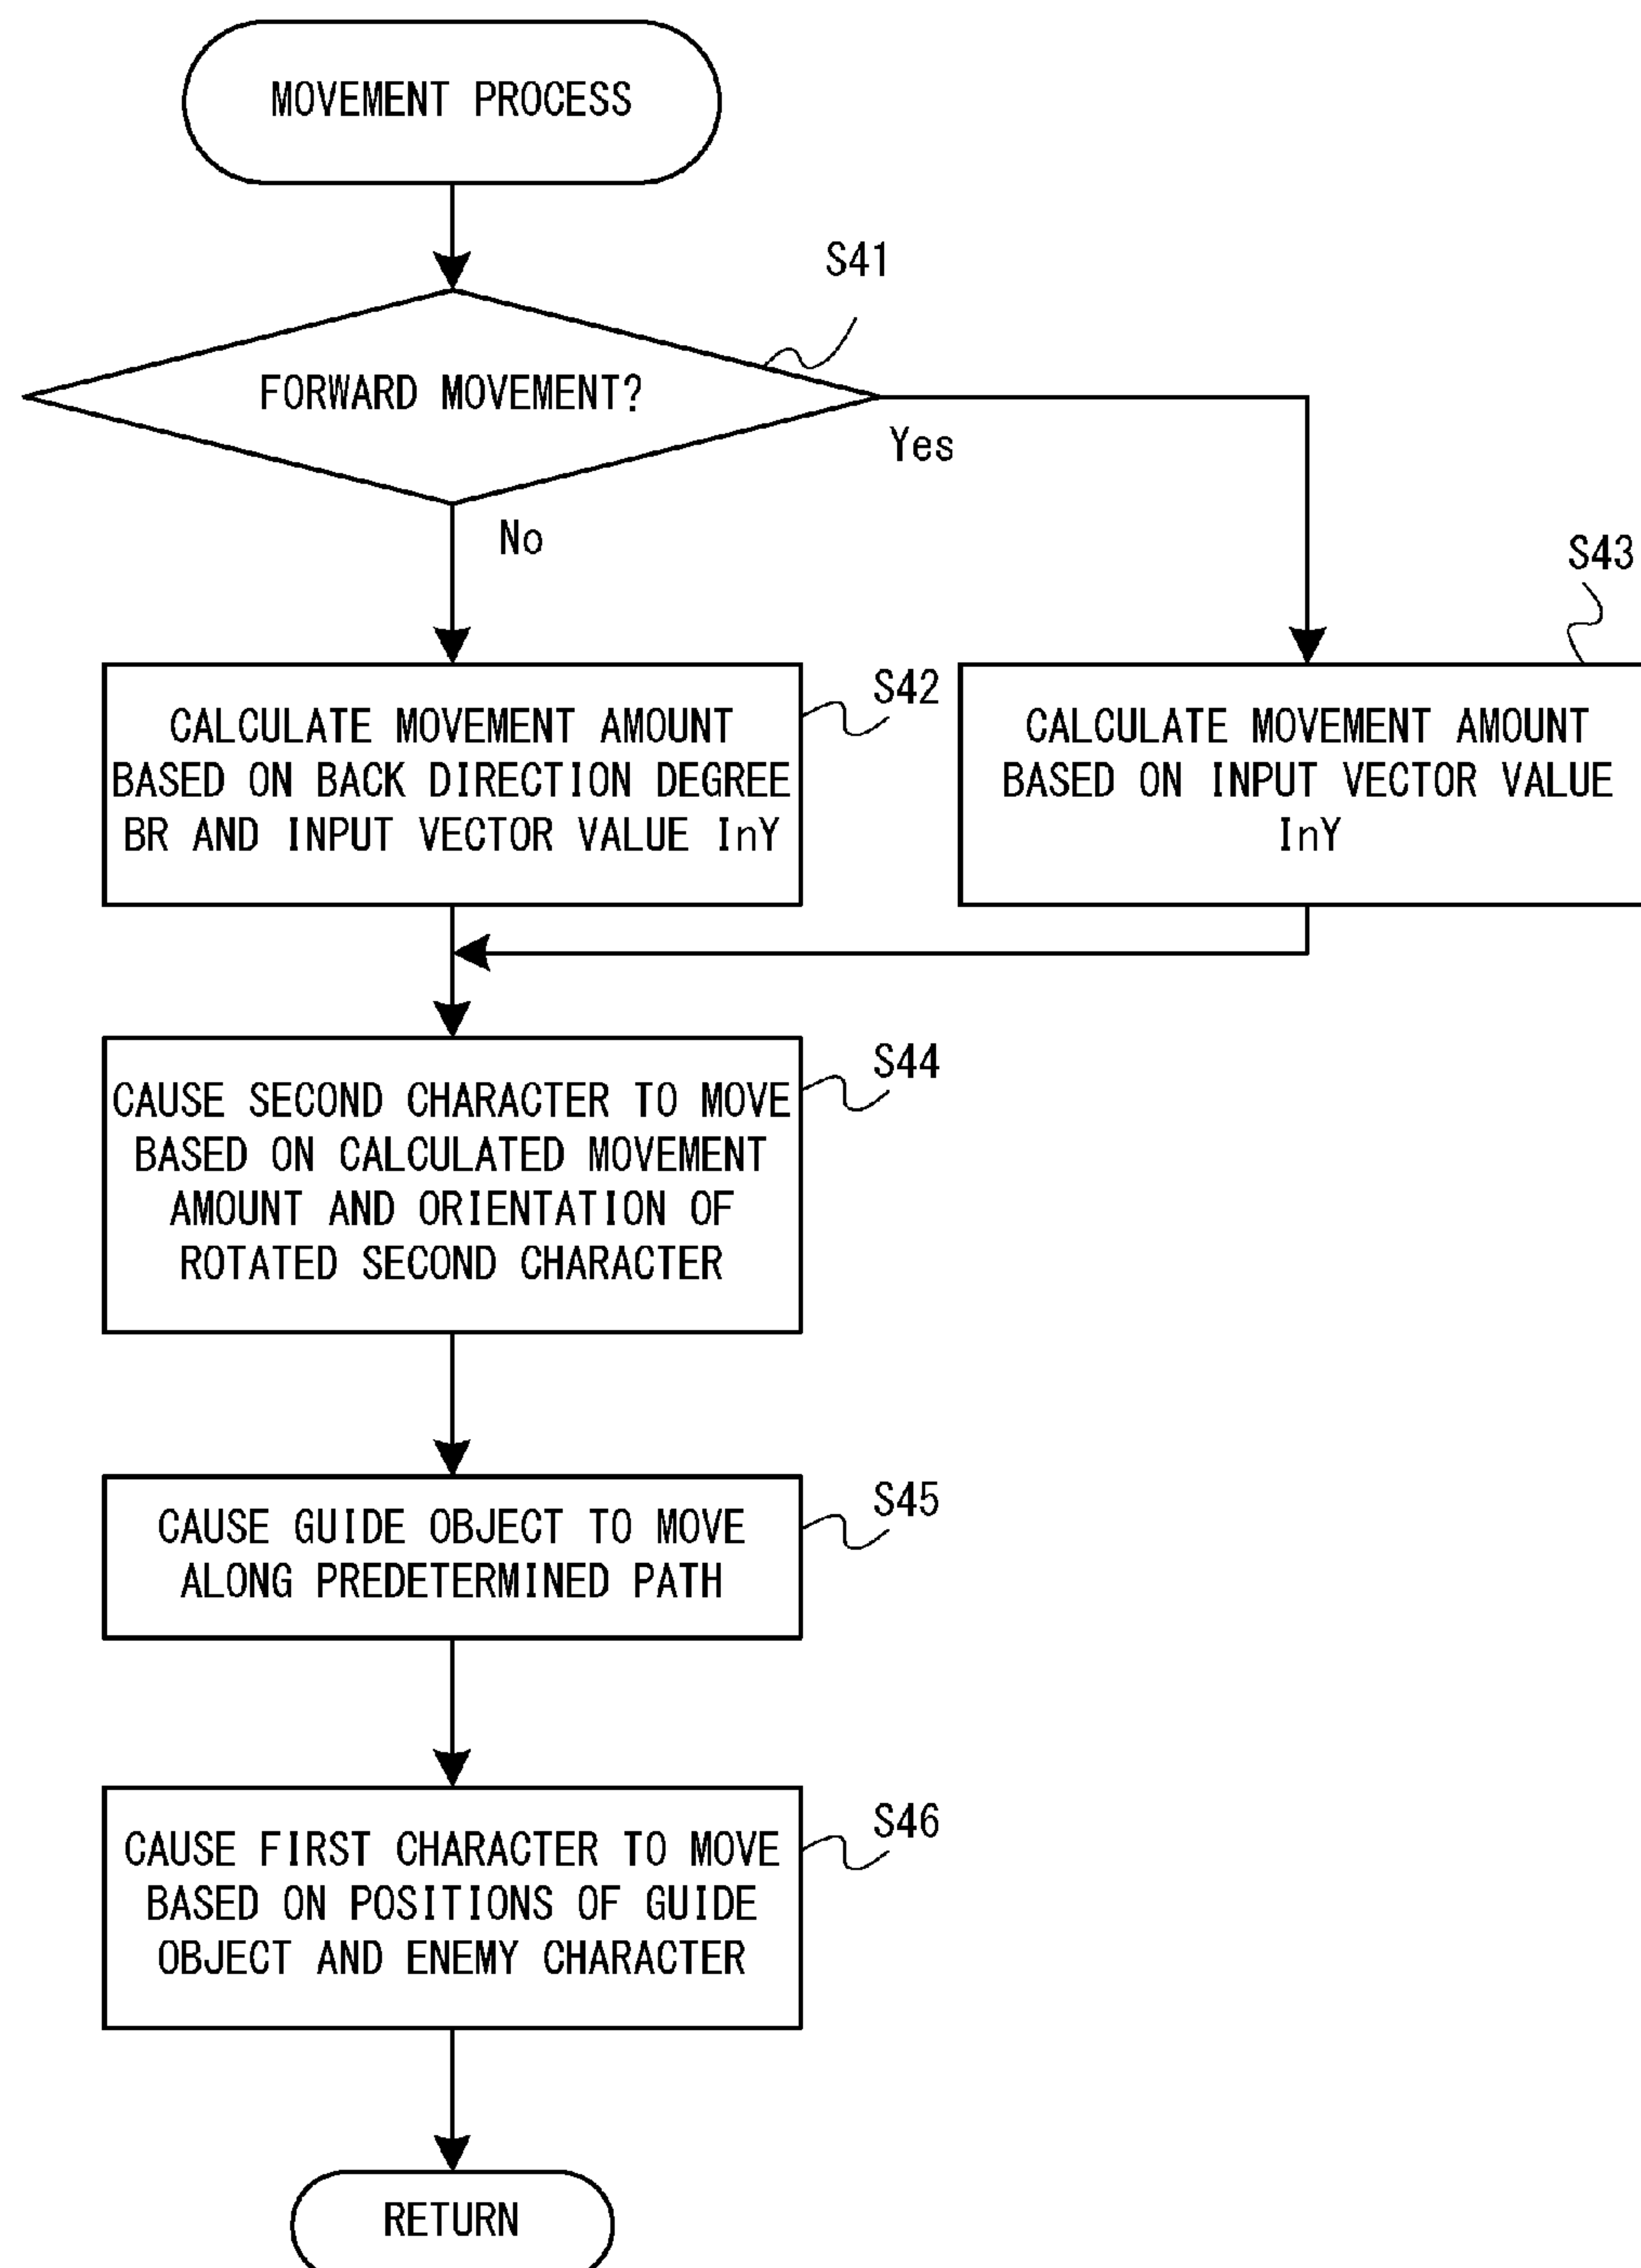 MOVEMENT PROCESS
S41
FORWARD MOVEMENT?
Yes
No
S43
S42
CALCULATE MOVEMENT AMOUNT
BASED ON BACK DIRECTION DEGREE
BR AND INPUT VECTOR VALUE InY
CALCULATE MOVEMENT AMOUNT
BASED ON INPUT VECTOR VALUE
InY
S44
CAUSE SECOND CHARACTER TO MOVE
BASED ON CALCULATED MOVEMENT
AMOUNT AND ORIENTATION OF
ROTATED SECOND CHARACTER
S45
CAUSE GUIDE OBJECT TO MOVE
ALONG PREDETERMINED PATH
S46
CAUSE FIRST CHARACTER TO MOVE
BASED ON POSITIONS OF GUIDE
OBJECT AND ENEMY CHARACTER
RETURN